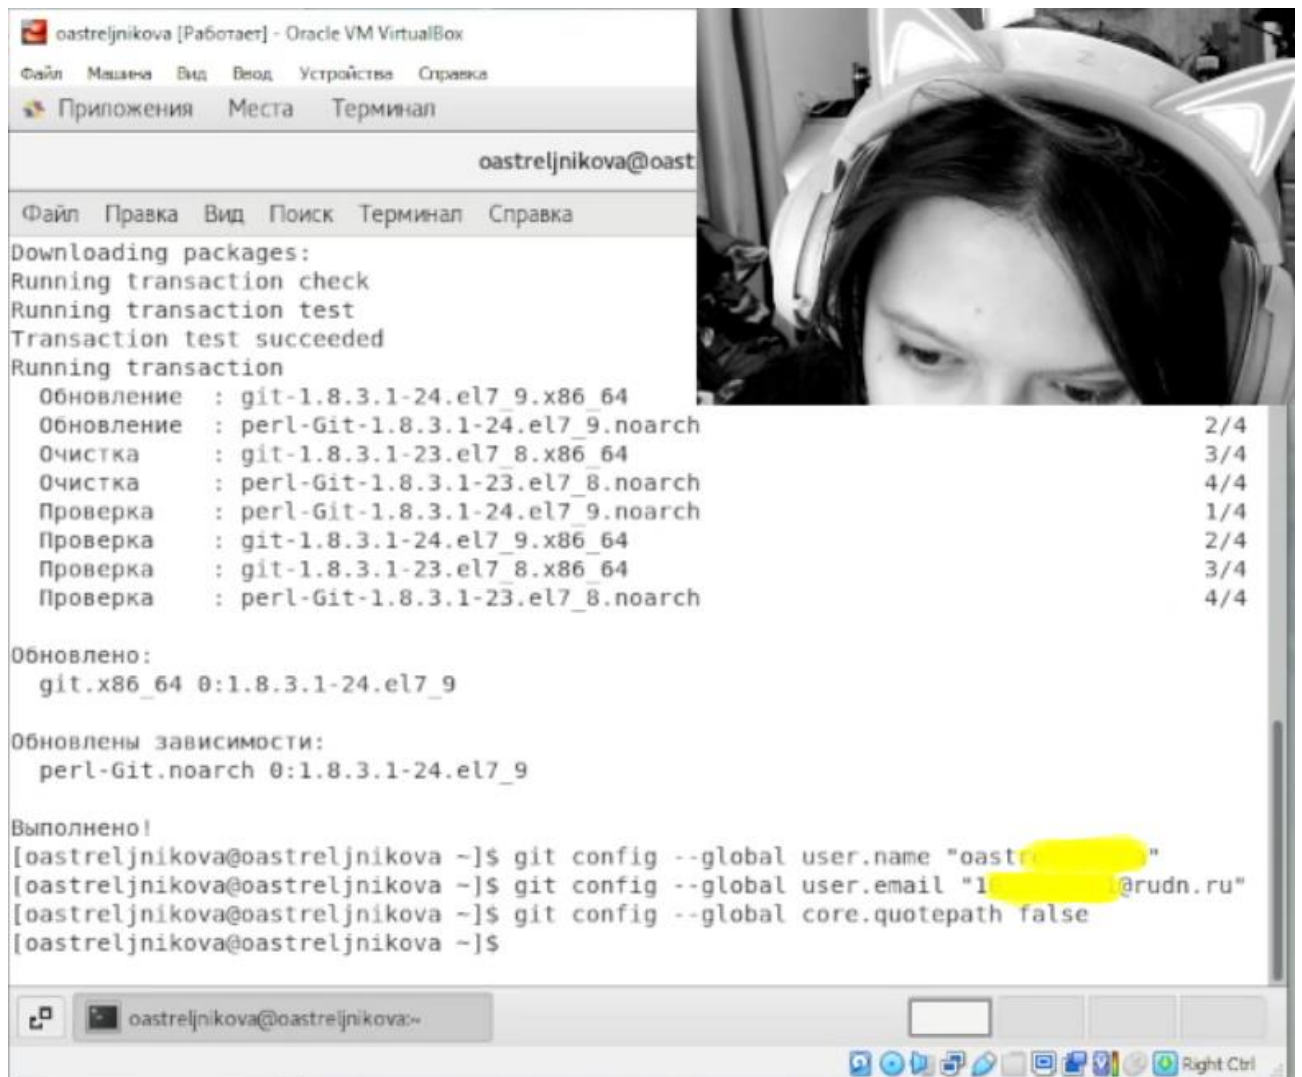 oastreljnikova [Работает] - Oracle VM VirtualBox
Файл Машина Вид Ввод Устройства Справка
Приложения Места Терминал
oastreljnikova@oast
Файл Правка Вид Поиск Терминал Справка
Downloading packages:
Running transaction check
Running transaction test
Transaction test succeeded
Running transaction
Обновление : git-1.8.3.1-24.el7_9.x86_64
Обновление : perl-Git-1.8.3.1-24.el7_9.noarch 2/4
Очистка : git-1.8.3.1-23.el7_8.x86_64 3/4
Очистка : perl-Git-1.8.3.1-23.el7_8.noarch 4/4
Проверка : perl-Git-1.8.3.1-24.el7_9.noarch 1/4
Проверка : git-1.8.3.1-24.el7_9.x86_64 2/4
Проверка : git-1.8.3.1-23.el7_8.x86_64 3/4
Проверка : perl-Git-1.8.3.1-23.el7_8.noarch 4/4
Обновлено:
git.x86_64 0:1.8.3.1-24.el7_9
Обновлены зависимости:
perl-Git.noarch 0:1.8.3.1-24.el7_9
Выполнено!
[oastreljnikova@oastreljnikova ~]$ git config --global user.name "oastr "
[oastreljnikova@oastreljnikova ~]$ git config --global user.email "1 @rudn.ru"
[oastreljnikova@oastreljnikova ~]$ git config --global core.quotepath false
[oastreljnikova@oastreljnikova ~]$
oastreljnikova@oastreljnikova:~
Right Ctrl